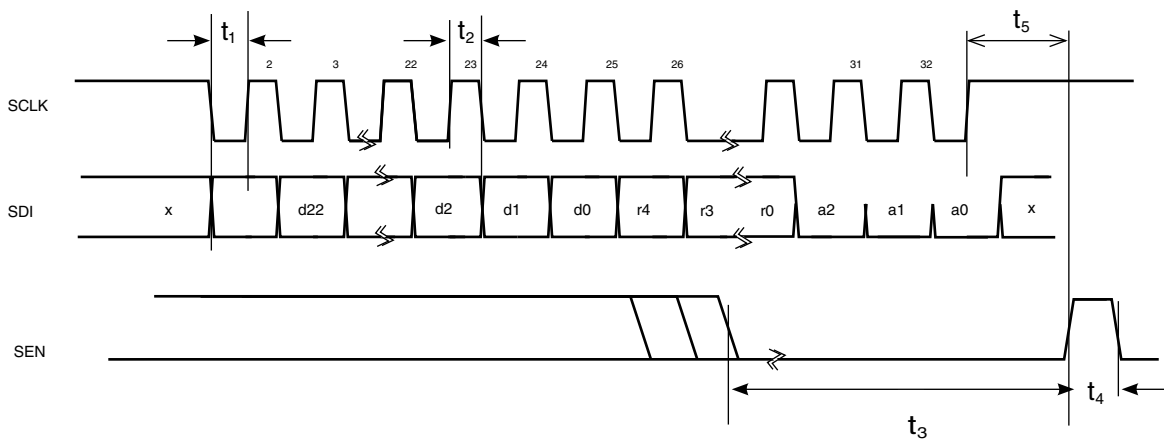 t1 t2 t5
2 3 22 23 24 25 26 31 32
SCLK
SDI x d22 d2 d1 d0 r4 r3 r0 a2 a1 a0 x
SEN
t4
t3